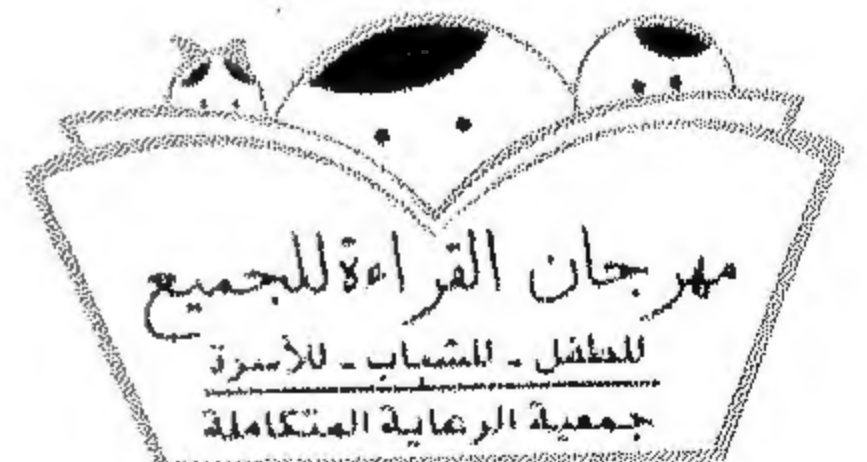 مهرجان القراءة للجميع
للطفل - للشباب - للأسرة
جمعية الرعاية المتكاملة